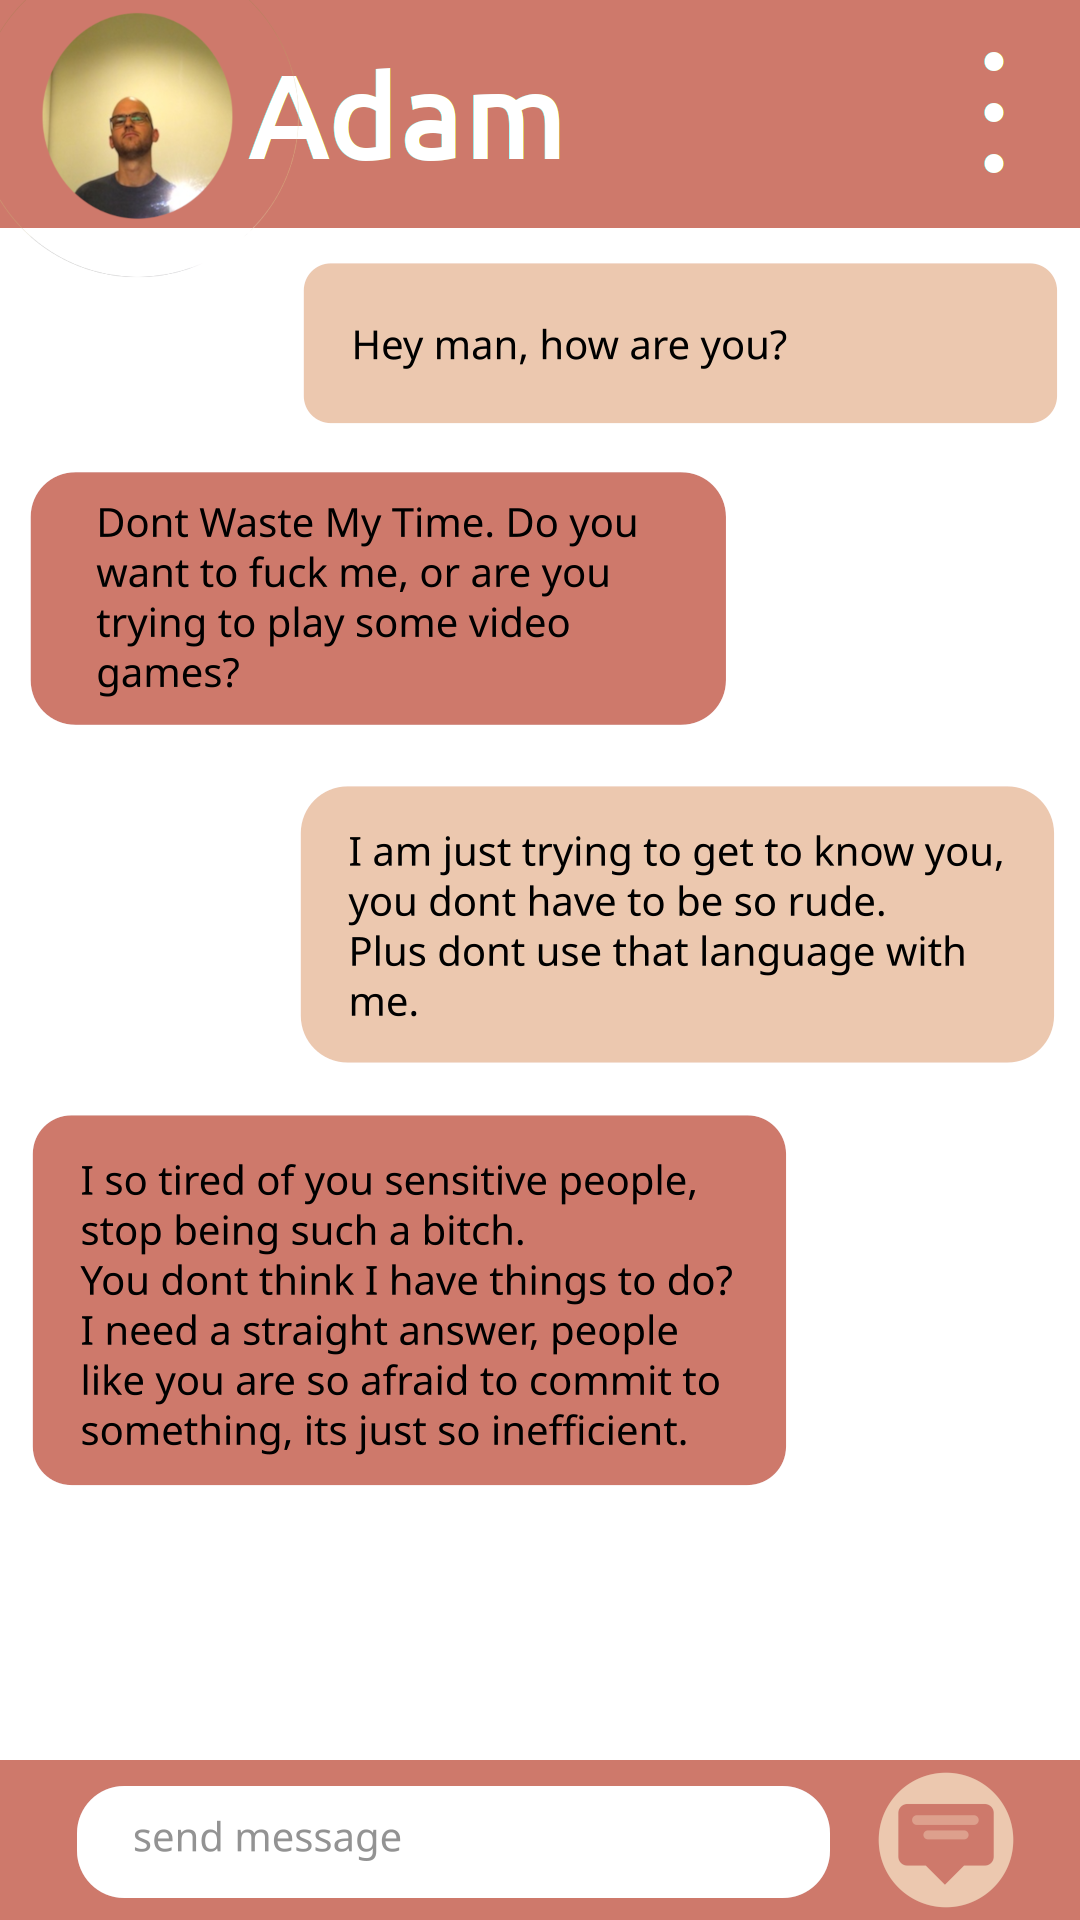 Adam
Hey man, how are you?
Dont Waste My Time. Do you
want to fuck me, or are you
trying to play some video
games?
I am just trying to get to know you,
you dont have to be so rude.
Plus dont use that language with
me.
I so tired of you sensitive people,
stop being such a bitch.
You dont think I have things to do?
I need a straight answer, people
like you are so afraid to commit to
something, its just so inefficient.
send message